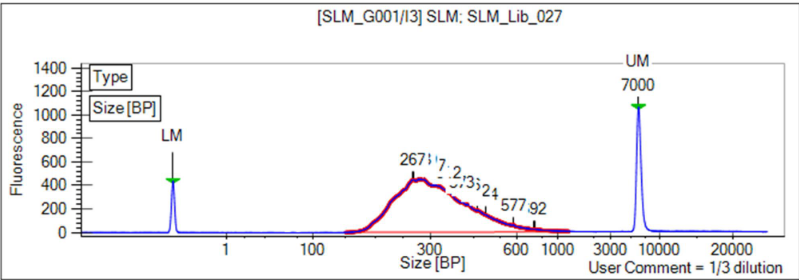 [SLM_G001/I3] SLM: SLM_Lib_027
UM
7000
1400
Type
1200
1000
Size [BP]
800
LM
600
267
400
577
200
0
Fluorescence
1
100
300
600
1000
3000
10000
20000
Size [BP]
User Comment = 1/3 dilution